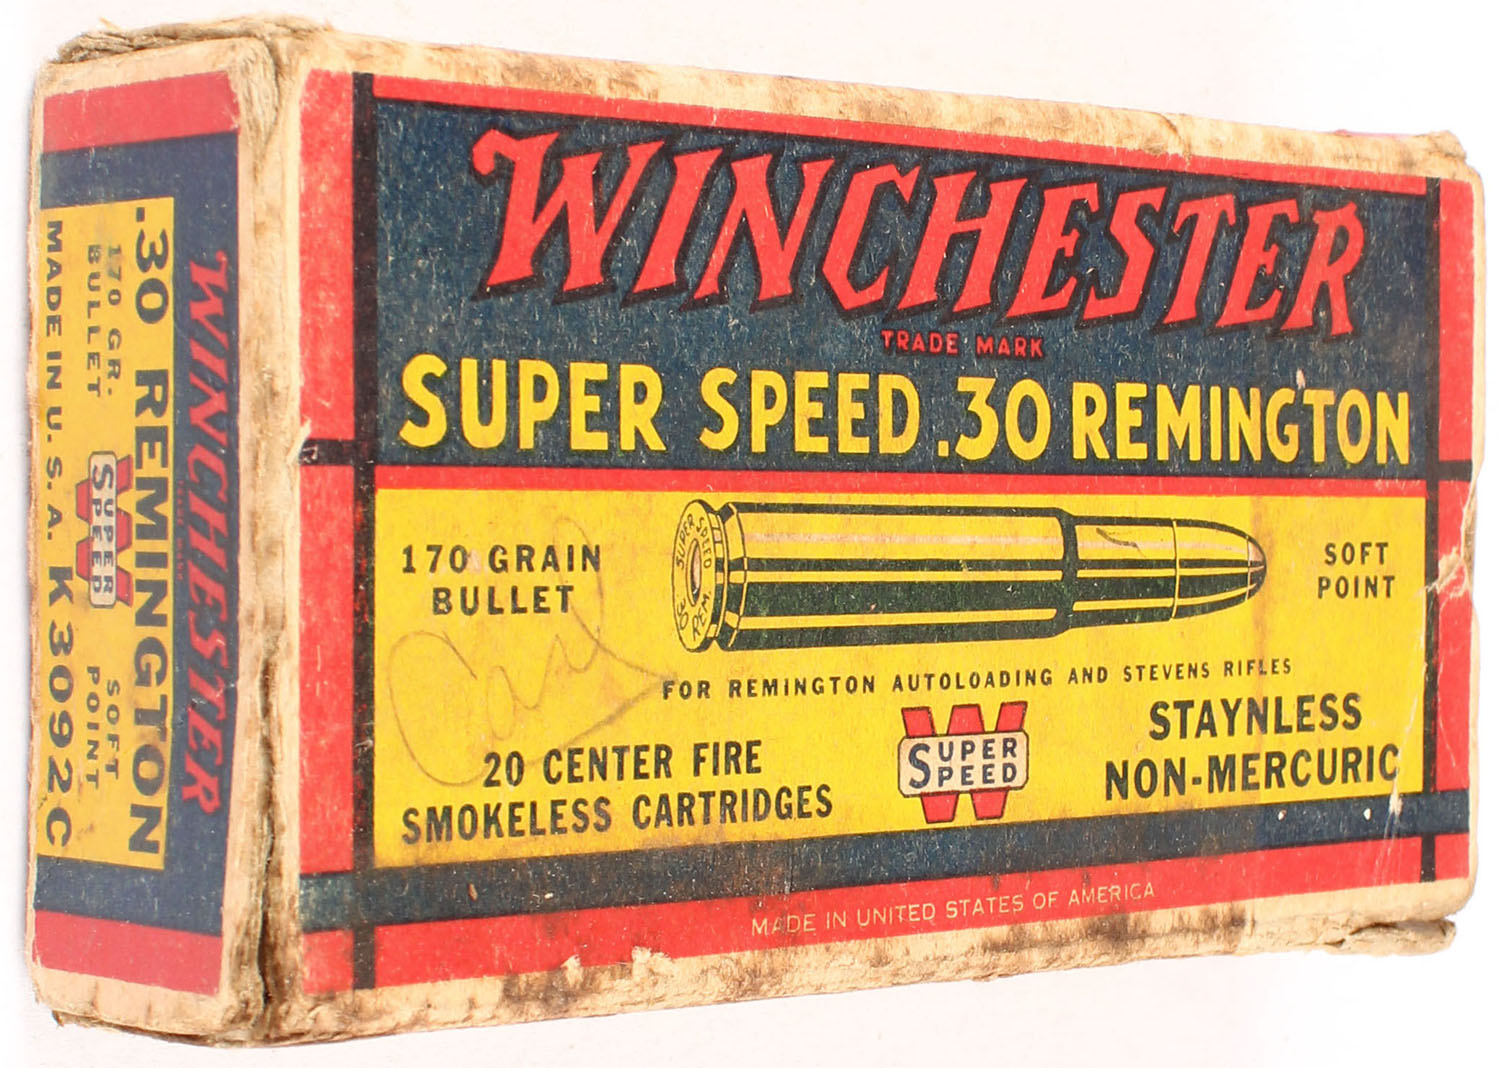 WINCHESTER
TRADE MARK
SUPER SPEED .30 REMINGTON
170 GRAIN
BULLET
SUPER SPEED
30 REM.
SOFT
POINT
FOR REMINGTON AUTOLOADING AND STEVENS RIFLES
20 CENTER FIRE
SMOKELESS CARTRIDGES
SUPER
SPEED
W
STAYNLESS
NON-MERCURIC
MADE IN UNITED STATES OF AMERICA
WINCHESTER
.30 REMINGTON
170 GR.
BULLET
SUPER
SPEED
W
SOFT
POINT
MADE IN U.S.A. K3092C